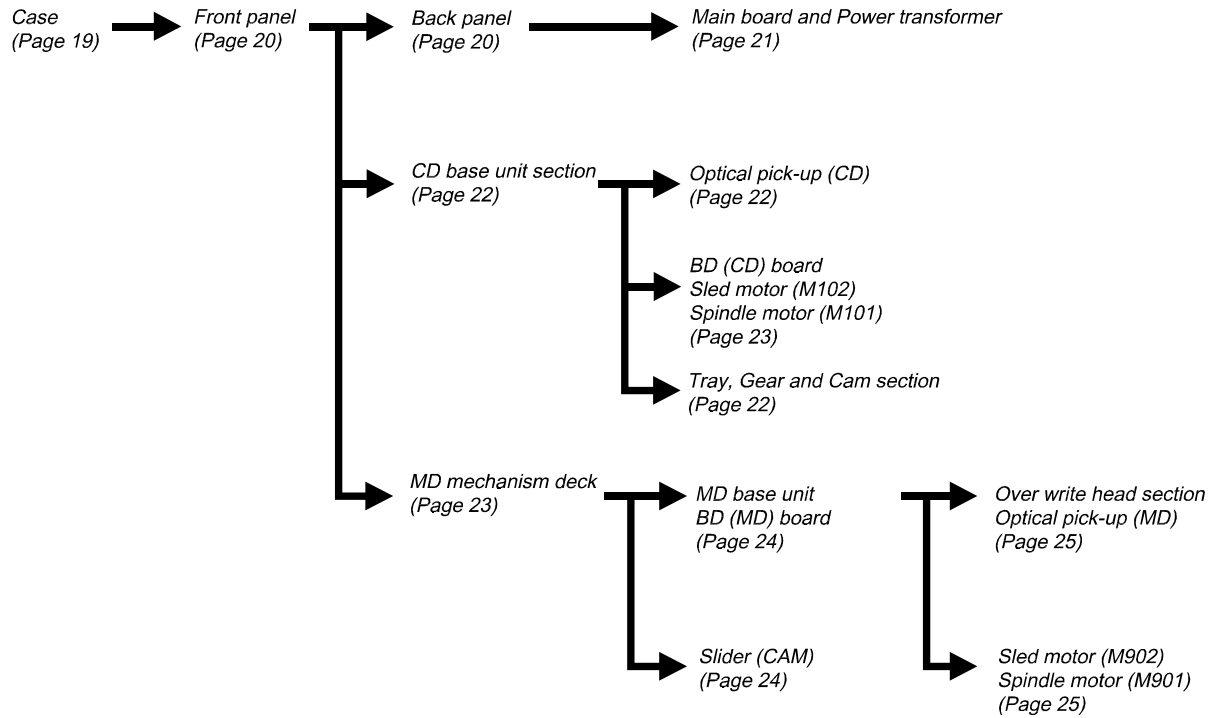 Case
(Page 19)
Front panel
(Page 20)
Back panel
(Page 20)
Main board and Power transformer
(Page 21)
CD base unit section
(Page 22)
Optical pick-up (CD)
(Page 22)
BD (CD) board
Sled motor (M102)
Spindle motor (M101)
(Page 23)
Tray, Gear and Cam section
(Page 22)
MD mechanism deck
(Page 23)
MD base unit
BD (MD) board
(Page 24)
Over write head section
Optical pick-up (MD)
(Page 25)
Slider (CAM)
(Page 24)
Sled motor (M902)
Spindle motor (M901)
(Page 25)